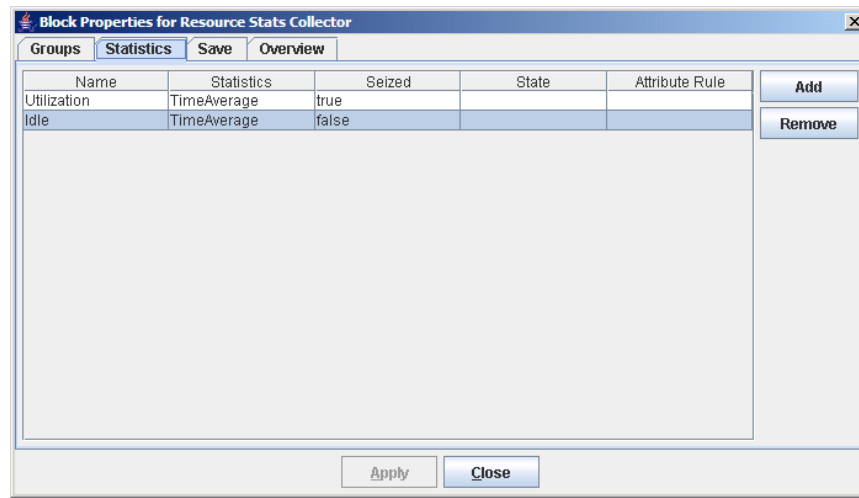 Block Properties for Resource Stats Collector
Groups Statistics Save Overview
Name Statistics Seized State Attribute Rule
Utilization TimeAverage true
Idle TimeAverage false
Add
Remove
Apply Close